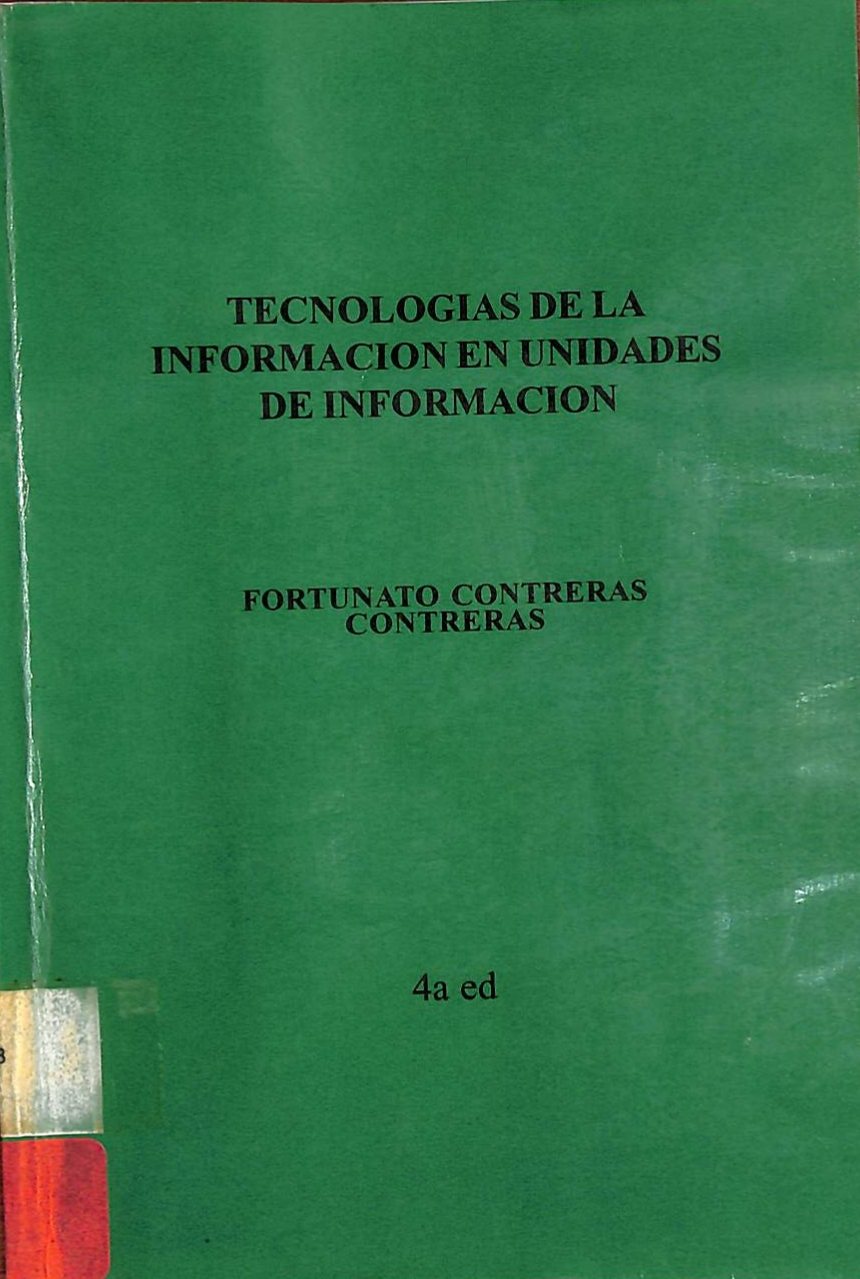 TECNOLOGIAS DE LA
INFORMACION EN UNIDADES
DE INFORMACION
FORTUNATO CONTRERAS
CONTRERAS
4a ed